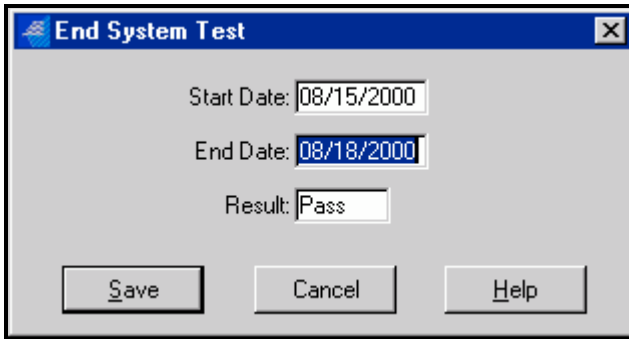 End System Test
Start Date: 08/15/2000
End Date: 08/18/2000
Result: Pass
Save Cancel Help